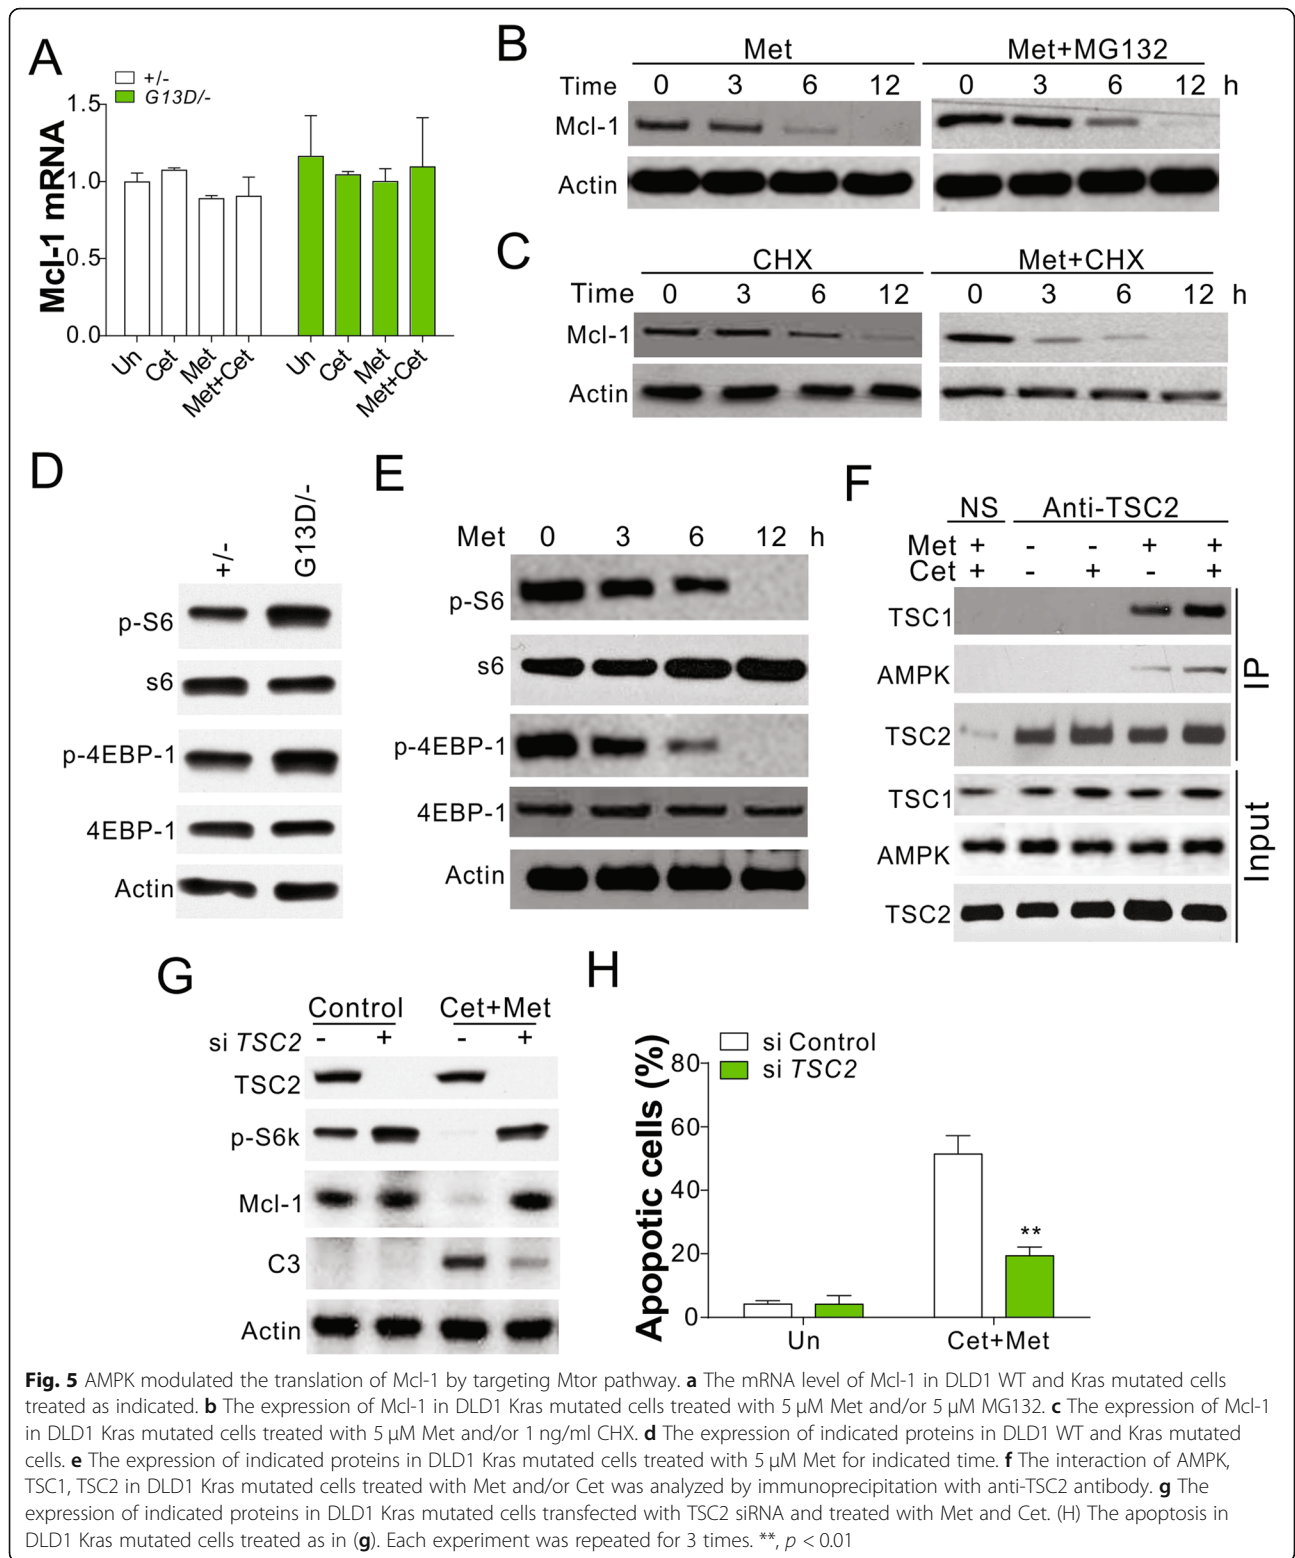 A
+/-
G13D/-
Mcl-1 mRNA
1.5
1.0
0.5
0.0
Un Cet Met Met+Cet Un Cet Met Met+Cet
B
Met Met+MG132
Time 0 3 6 12 0 3 6 12 h
Mcl-1
Actin
C
CHX Met+CHX
Time 0 3 6 12 0 3 6 12 h
Mcl-1
Actin
D
+/- G13D/-
p-S6
s6
p-4EBP-1
4EBP-1
Actin
E
Met 0 3 6 12 h
p-S6
s6
p-4EBP-1
4EBP-1
Actin
F
NS Anti-TSC2
Met + - - + +
Cet + - + - +
TSC1
AMPK
TSC2
IP
TSC1
AMPK
TSC2
Input
G
Control Cet+Met
si TSC2 - + - +
TSC2
p-S6k
Mcl-1
C3
Actin
H
si Control
si TSC2
Apopotic cells (%)
80
60
40
20
0
**
Un Cet+Met
Fig. 5 AMPK modulated the translation of Mcl-1 by targeting Mtor pathway. a The mRNA level of Mcl-1 in DLD1 WT and Kras mutated cells
treated as indicated. b The expression of Mcl-1 in DLD1 Kras mutated cells treated with 5 μM Met and/or 5 μM MG132. c The expression of Mcl-1
in DLD1 Kras mutated cells treated with 5 μM Met and/or 1 ng/ml CHX. d The expression of indicated proteins in DLD1 WT and Kras mutated
cells. e The expression of indicated proteins in DLD1 Kras mutated cells treated with 5 μM Met for indicated time. f The interaction of AMPK,
TSC1, TSC2 in DLD1 Kras mutated cells treated with Met and/or Cet was analyzed by immunoprecipitation with anti-TSC2 antibody. g The
expression of indicated proteins in DLD1 Kras mutated cells transfected with TSC2 siRNA and treated with Met and Cet. (H) The apoptosis in
DLD1 Kras mutated cells treated as in (g). Each experiment was repeated for 3 times. **, p < 0.01